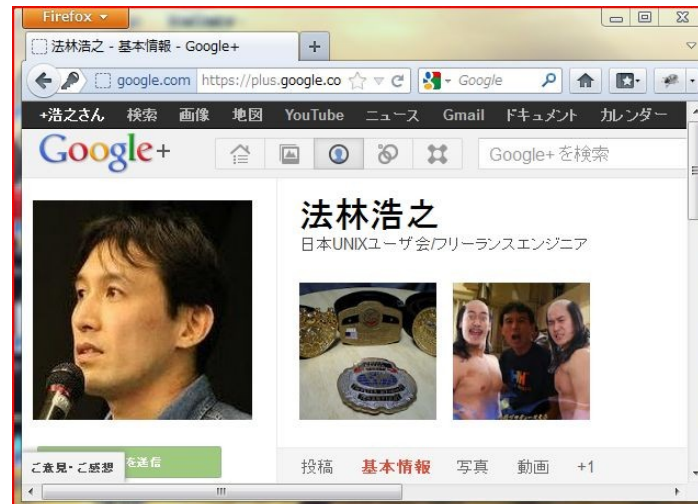 Firefox
法林浩之 - 基本情報 - Google+
+
google.com https://plus.google.co
Google
+浩之さん 検索 画像 地図 YouTube ニュース Gmail ドキュメント カレンダー
Google+
Google+ を検索
法林浩之
日本UNIXユーザ会/フリーランスエンジニア
を送信
ご意見・ご感想
投稿 基本情報 写真 動画 +1